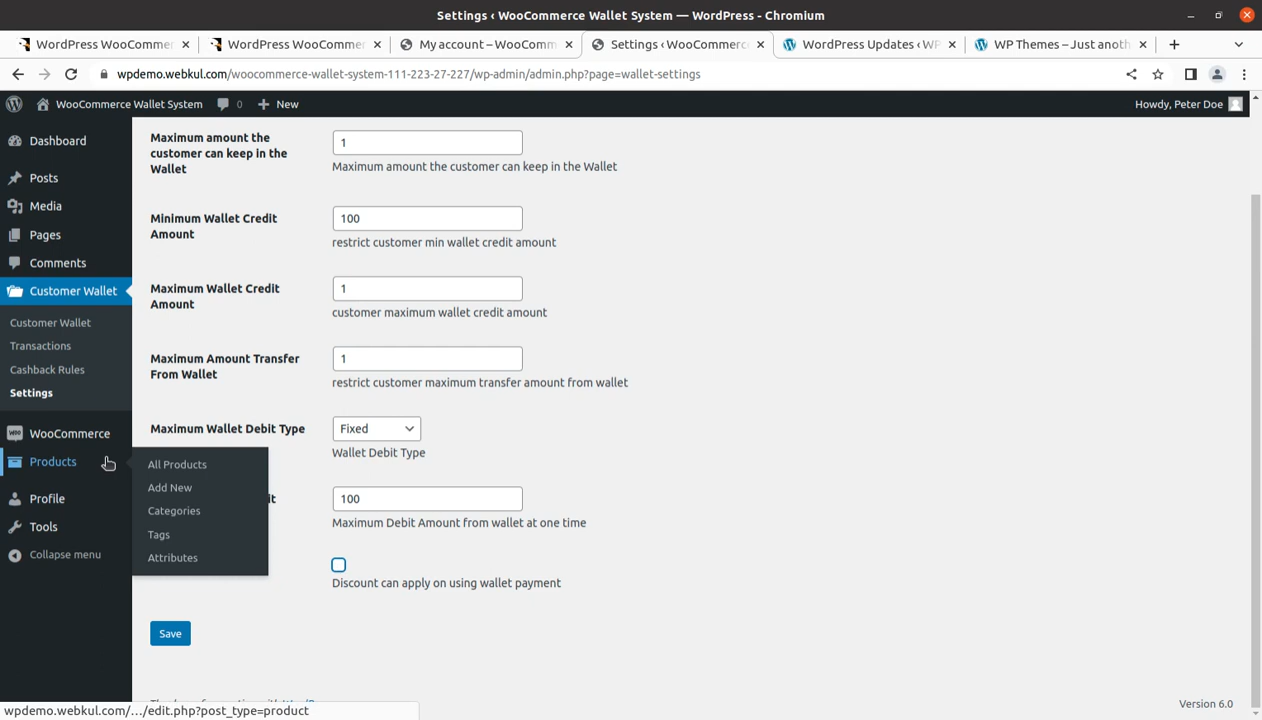 Settings ‹ WooCommerce Wallet System — WordPress - Chromium
WordPress WooCommer
WordPress WooCommer
My account – WooComm
Settings ‹ WooCommerc
WordPress Updates ‹ WP
WP Themes – Just anoth
wpdemo.webkul.com/woocommerce-wallet-system-111-223-27-227/wp-admin/admin.php?page=wallet-settings
WooCommerce Wallet System
0
New
Howdy, Peter Doe
Dashboard
Posts
Media
Pages
Comments
Customer Wallet
Customer Wallet
Transactions
Cashback Rules
Settings
WooCommerce
Products
Profile
Tools
Collapse menu
All Products
Add New
Categories
Tags
Attributes
Maximum amount the
customer can keep in the
Wallet
1
Maximum amount the customer can keep in the Wallet
Minimum Wallet Credit
Amount
100
restrict customer min wallet credit amount
Maximum Wallet Credit
Amount
1
customer maximum wallet credit amount
Maximum Amount Transfer
From Wallet
1
restrict customer maximum transfer amount from wallet
Maximum Wallet Debit Type
Fixed
Wallet Debit Type
100
Maximum Debit Amount from wallet at one time
Discount can apply on using wallet payment
Save
Version 6.0
wpdemo.webkul.com/…/edit.php?post_type=product